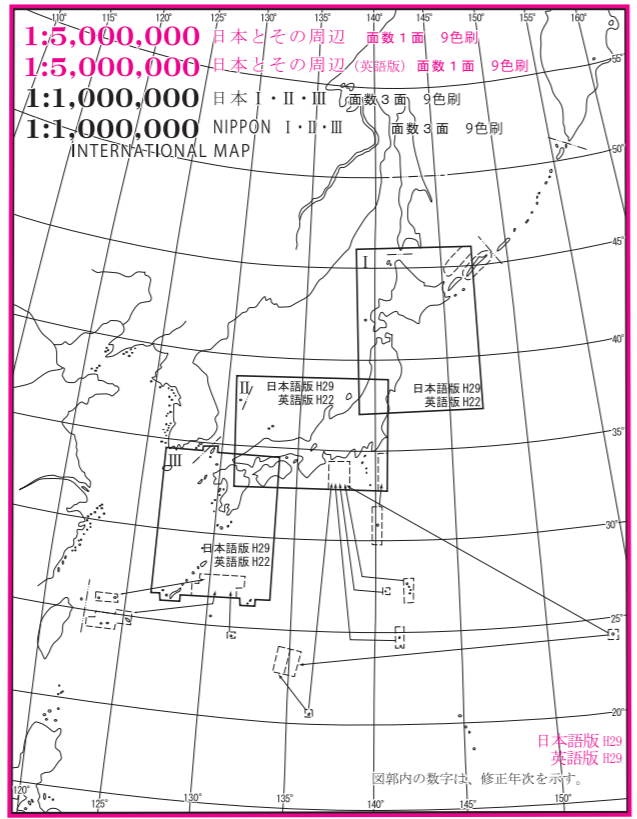 110° 115° 120° 125° 130° 135° 140° 145° 150° 155° 160°
1:5,000,000 日本とその周辺 面数1面 9色刷
1:5,000,000 日本とその周辺 (英語版) 面数1面 9色刷
1:1,000,000 日本 Ⅰ・Ⅱ・Ⅲ 面数3面 9色刷
1:1,000,000 NIPPON Ⅰ・Ⅱ・Ⅲ 面数3面 9色刷
INTERNATIONAL MAP
55°
50°
45°
Ⅰ
40°
日本語版 H29
英語版 H22
Ⅱ
日本語版 H29
英語版 H22
35°
Ⅲ
30°
日本語版 H29
英語版 H22
25°
20°
日本語版 H29
英語版 H29
図郭内の数字は、修正年次を示す。
120° 125° 130° 135° 140° 145° 150°